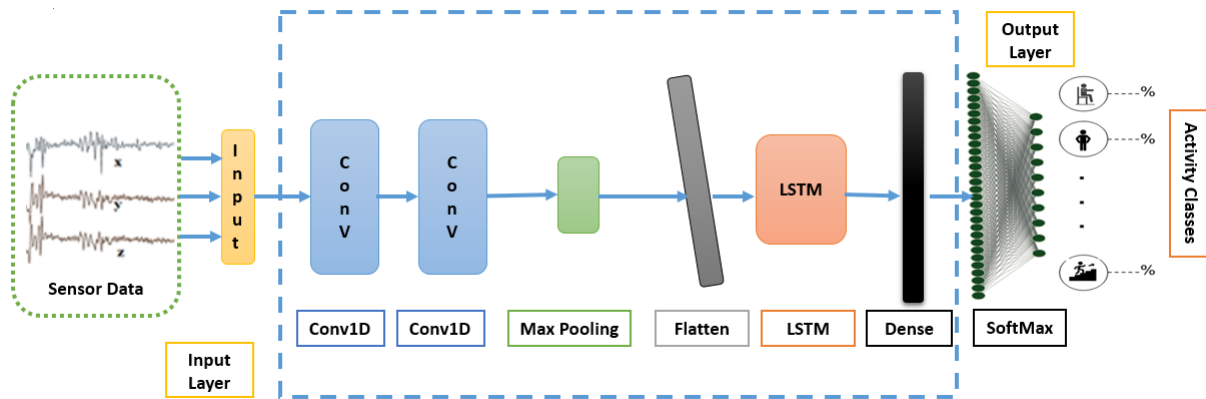 x
y
z
Sensor Data
I
n
p
u
t
Input
Layer
C
o
n
V
C
o
n
V
LSTM
Conv1D
Conv1D
Max Pooling
Flatten
LSTM
Dense
SoftMax
Output
Layer
%
%
%
Activity Classes